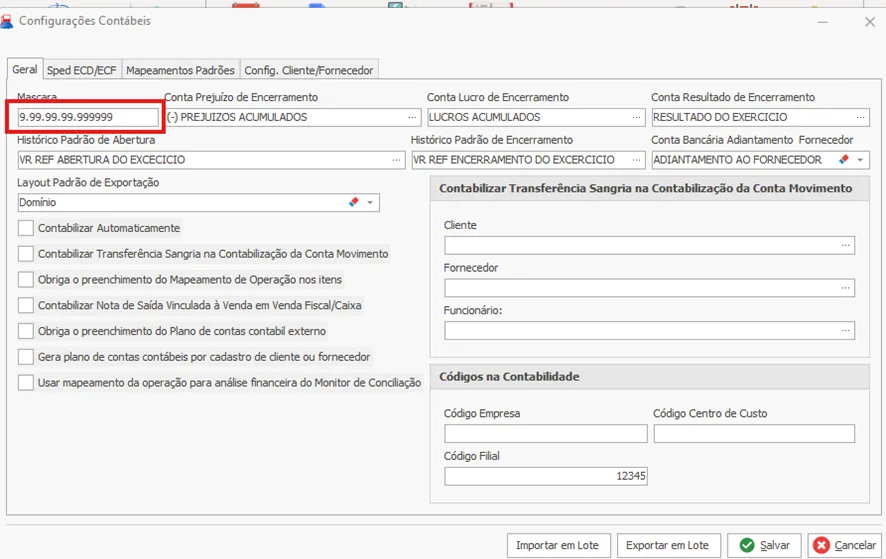 Configurações Contábeis
Geral Sped ECD/ECF Mapeamentos Padrões Config. Cliente/Fornecedor
Mascara Conta Prejuízo de Encerramento Conta Lucro de Encerramento Conta Resultado de Encerramento
9.99.99.99.999999 (-) PREJUIZOS ACUMULADOS ... LUCROS ACUMULADOS ... RESULTADO DO EXERCICIO ...
Histórico Padrão de Abertura Histórico Padrão de Encerramento Conta Bancária Adiantamento Fornecedor
VR REF ABERTURA DO EXCECICIO ... VR REF ENCERRAMENTO DO EXCERCICIO ... ADIANTAMENTO AO FORNECEDOR
Layout Padrão de Exportação
Domínio
Contabilizar Automaticamente
Contabilizar Transferência Sangria na Contabilização da Conta Movimento
Obriga o preenchimento do Mapeamento de Operação nos itens
Contabilizar Nota de Saída Vinculada à Venda em Venda Fiscal/Caixa
Obriga o preenchimento do Plano de contas contabil externo
Gera plano de contas contábeis por cadastro de cliente ou fornecedor
Usar mapeamento da operação para análise financeira do Monitor de Conciliação
Contabilizar Transferência Sangria na Contabilização da Conta Movimento
Cliente
...
Fornecedor
...
Funcionário:
...
Códigos na Contabilidade
Código Empresa Código Centro de Custo
Código Filial
12345
Importar em Lote Exportar em Lote Salvar Cancelar